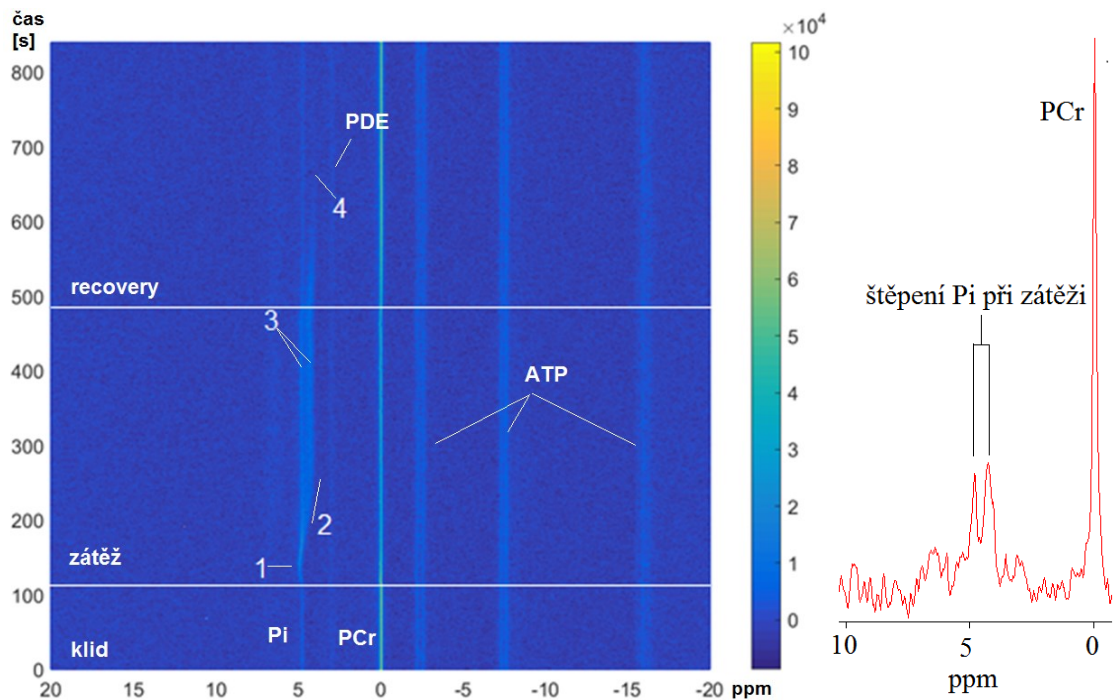 čas
[s]
800
700
600
500
400
300
200
100
0
PDE
4
recovery
3
ATP
2
zátěž
1
Pi
PCr
klid
20
15
10
5
0
-5
-10
-15
-20
ppm
×10⁴
10
9
8
7
6
5
4
3
2
1
0
PCr
štěpení Pi při zátěži
10
5
0
ppm